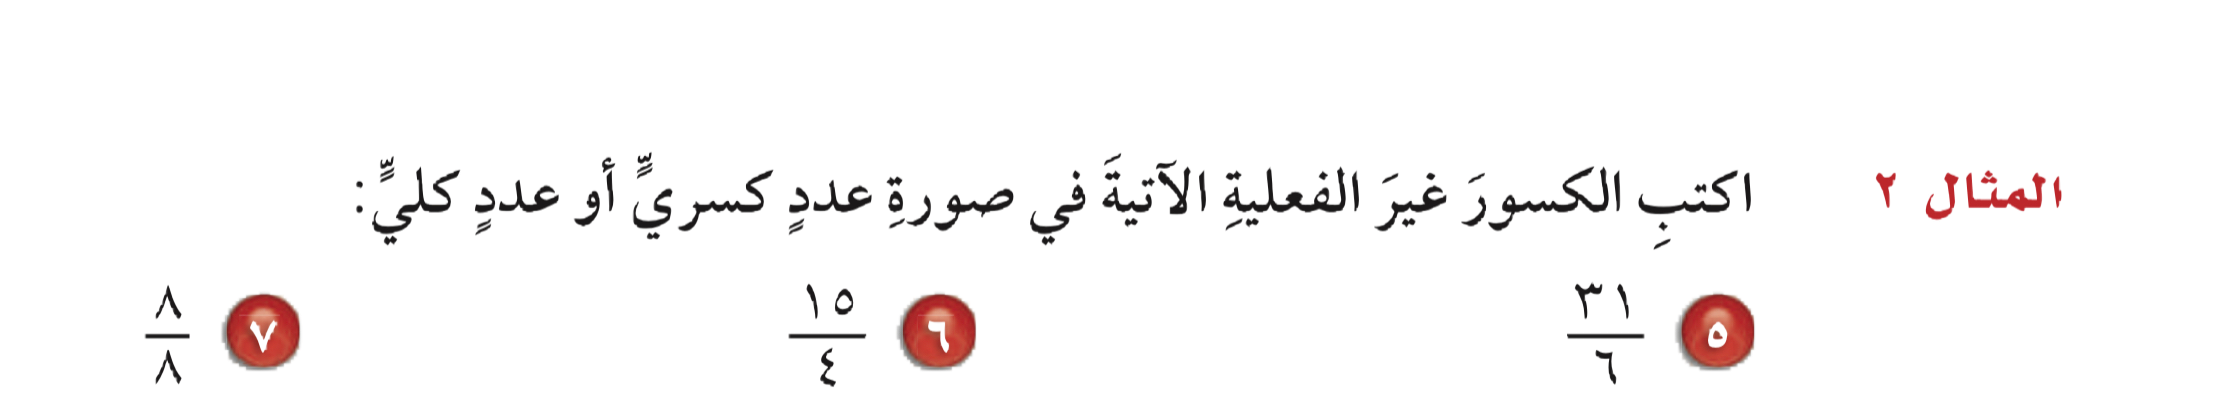 المثال ٢ اكتبِ الكسورَ غيرَ الفعليةِ الآتيةَ في صورةِ عددٍ كسريٍّ أو عددٍ كليٍّ:
٥ ٣١/٦ ٦ ١٥/٤ ٧ ٨/٨